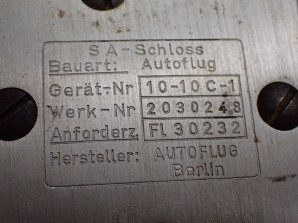 SA-Schloss
Bauart: Autoflug
Gerät-Nr 10-10 C-1
Werk-Nr 2030248
Anforderz. Fl 30232
Hersteller: AUTOFLUG
Berlin